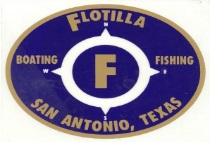 FLOTILLA
N
BOATING F FISHING
W E
S
SAN ANTONIO, TEXAS